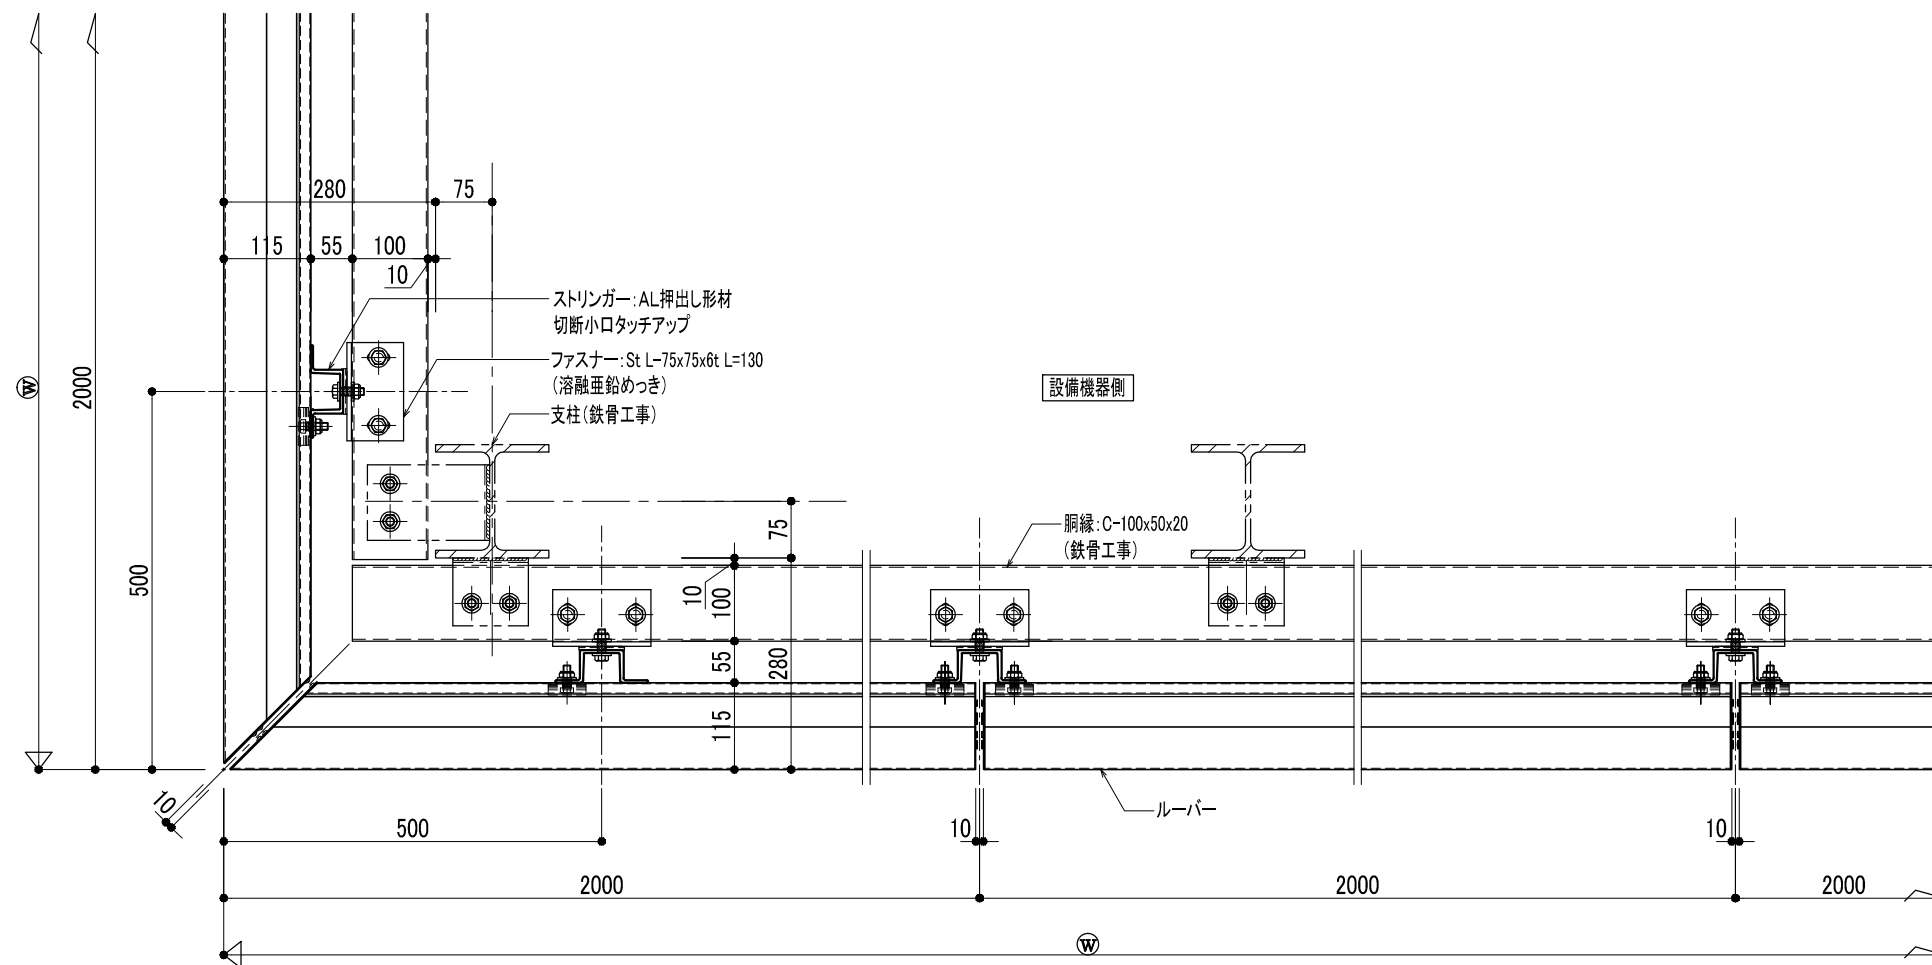 280
75
115
55
100
10
ストリンガー:AL押出し形材
切断小口タッチアップ
ファスナー:St L-75x75x6t L=130
(溶融亜鉛めっき)
支柱(鉄骨工事)
設備機器側
W
2000
500
75
胴縁:C-100x50x20
(鉄骨工事)
10
100
55
280
115
10
ルーバー
500
10
10
2000
2000
2000
W